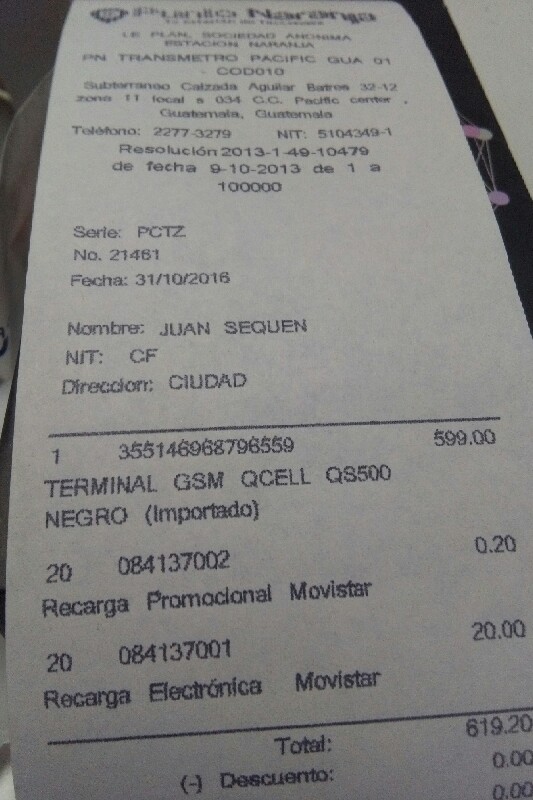 Punto Naranja
LE PLAN, SOCIEDAD ANONIMA
ESTACION NARANJA
PN TRANSMETRO PACIFIC GUA 01
- COD010
Subterraneo Calzada Aguilar Batres 32-12
zona 11 local s 034 C.C. Pacific center ,
Guatemala, Guatemala
Teléfono: 2277-3279 NIT: 5104349-1
Resolución 2013-1-49-10479
de fecha 9-10-2013 de 1 a
100000
Serie: PCTZ
No. 21461
Fecha: 31/10/2016
Nombre: JUAN SEQUEN
NIT: CF
Direccion: CIUDAD
1 355146968796559 599.00
TERMINAL GSM QCELL QS500
NEGRO (Importado)
20 084137002 0.20
Recarga Promocional Movistar
20 084137001 20.00
Recarga Electrónica Movistar
Total: 619.20
(-) Descuento: 0.00
0.00